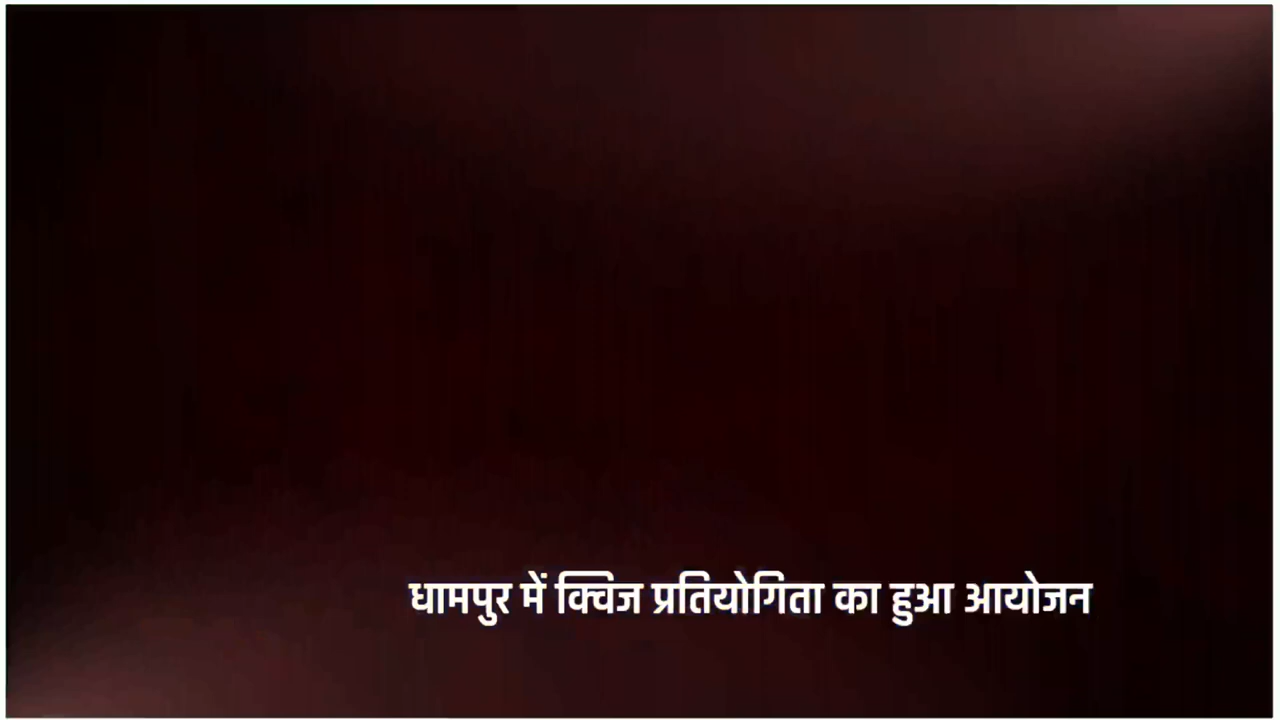 धामपुर में क्विज प्रतियोगिता का हुआ आयोजन